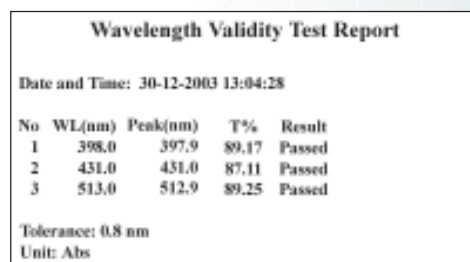 Wavelength Validity Test Report
Date and Time: 30-12-2003 13:04:28
No WL(nm) Peak(nm) T% Result
1 398.0 397.9 89.17 Passed
2 431.0 431.0 87.11 Passed
3 513.0 512.9 89.25 Passed
Tolerance: 0.8 nm
Unit: Abs